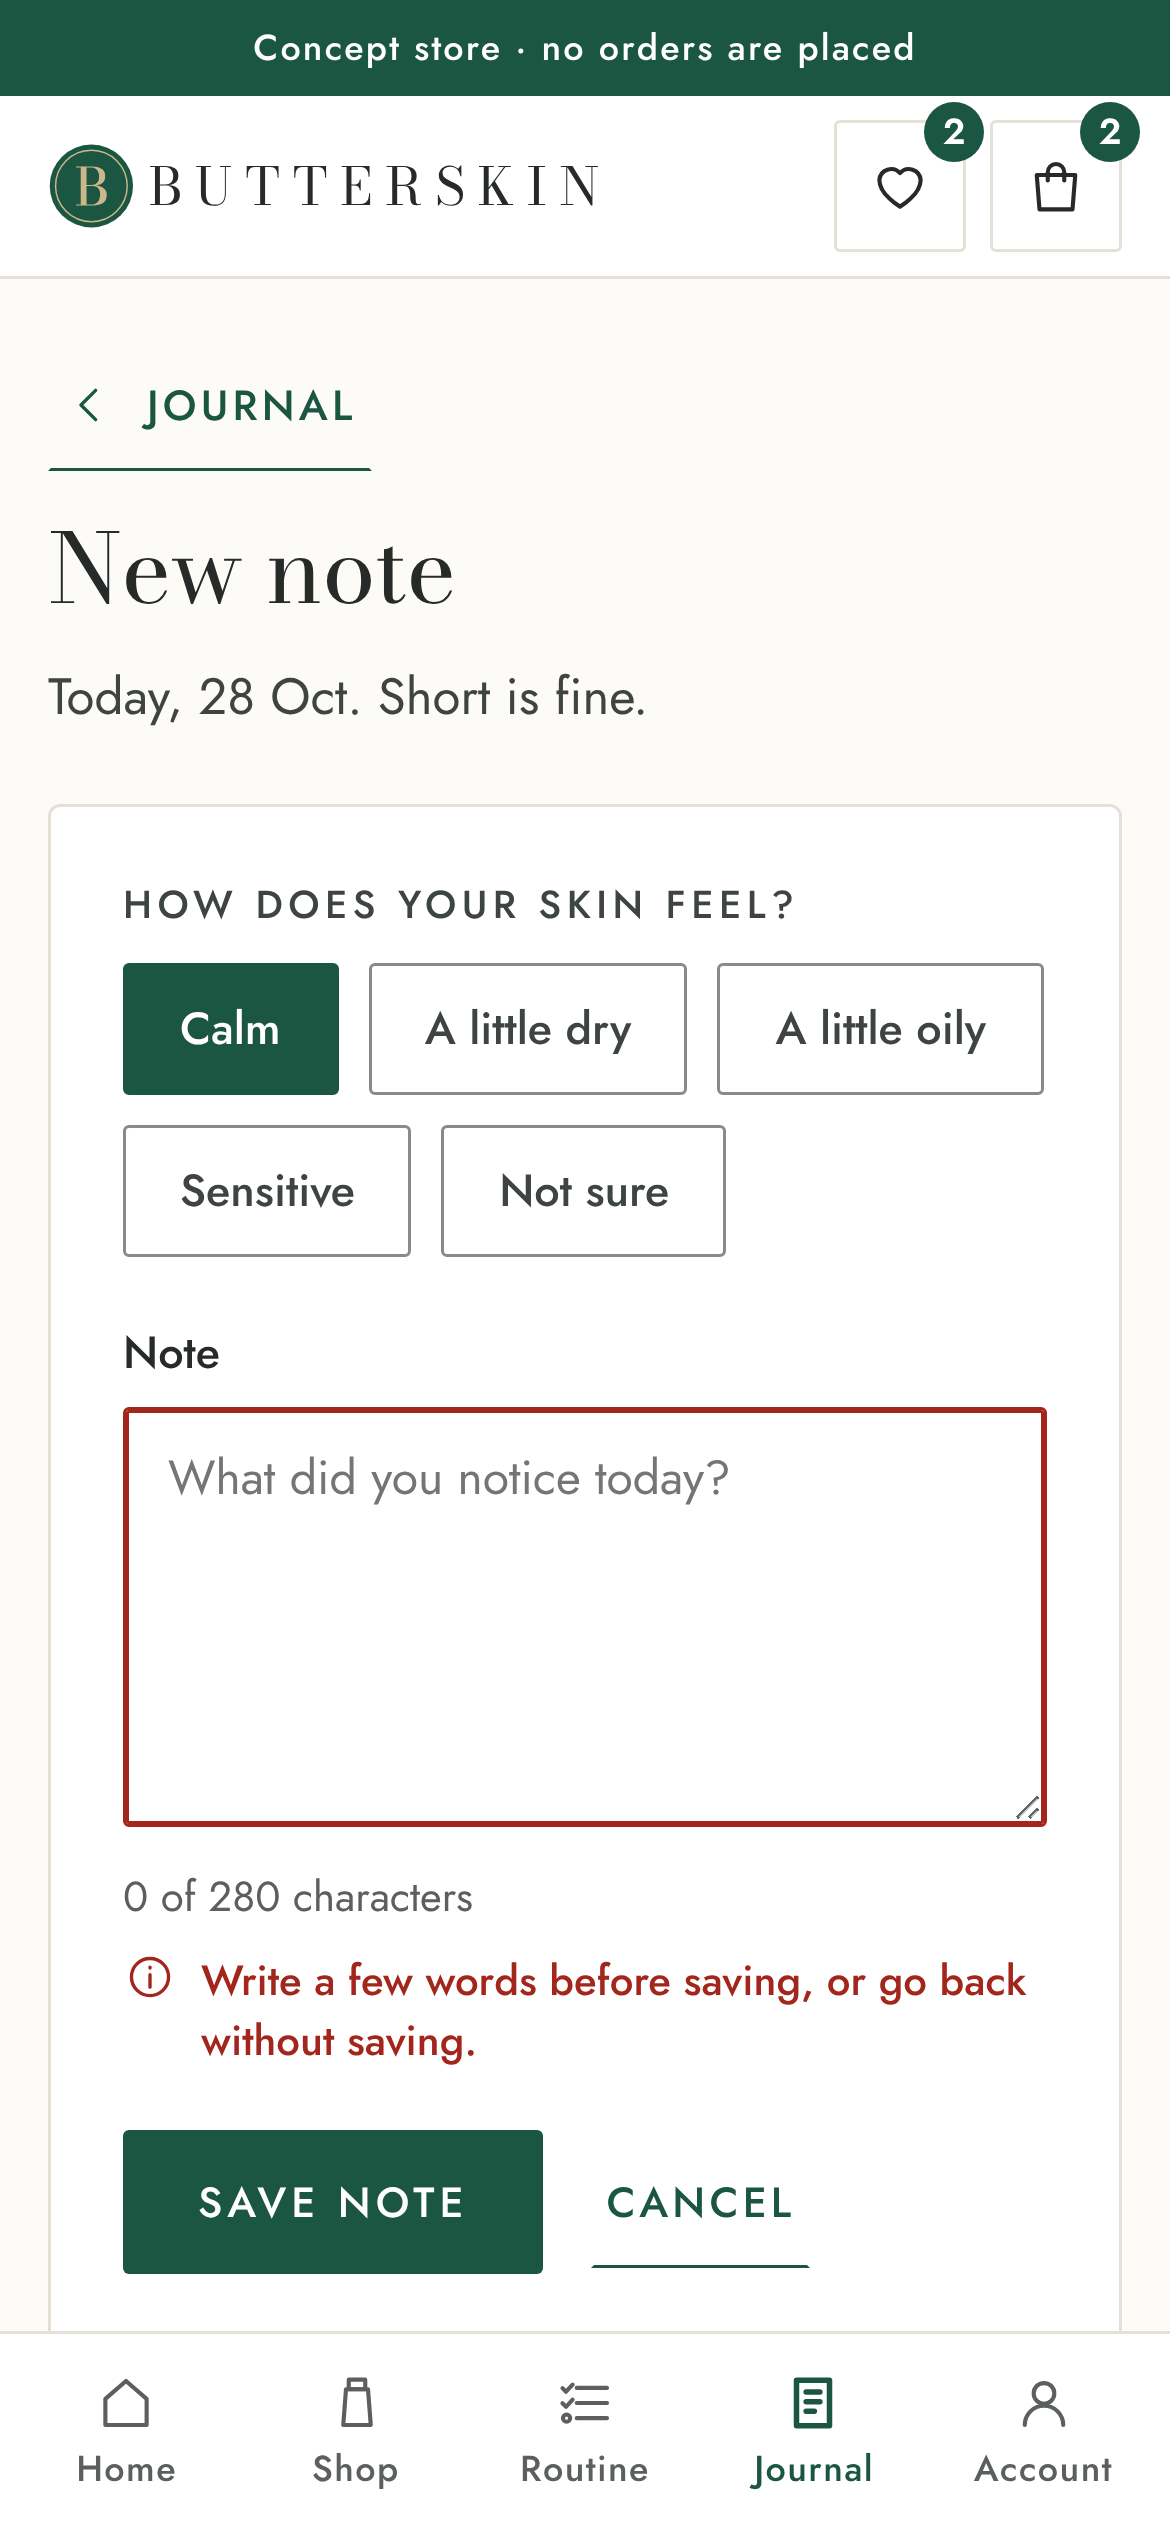 Concept store · no orders are placed
B BUTTERSKIN
2
2
JOURNAL
New note
Today, 28 Oct. Short is fine.
HOW DOES YOUR SKIN FEEL?
Calm
A little dry
A little oily
Sensitive
Not sure
Note
What did you notice today?
0 of 280 characters
Write a few words before saving, or go back
without saving.
SAVE NOTE
CANCEL
Home
Shop
Routine
Journal
Account